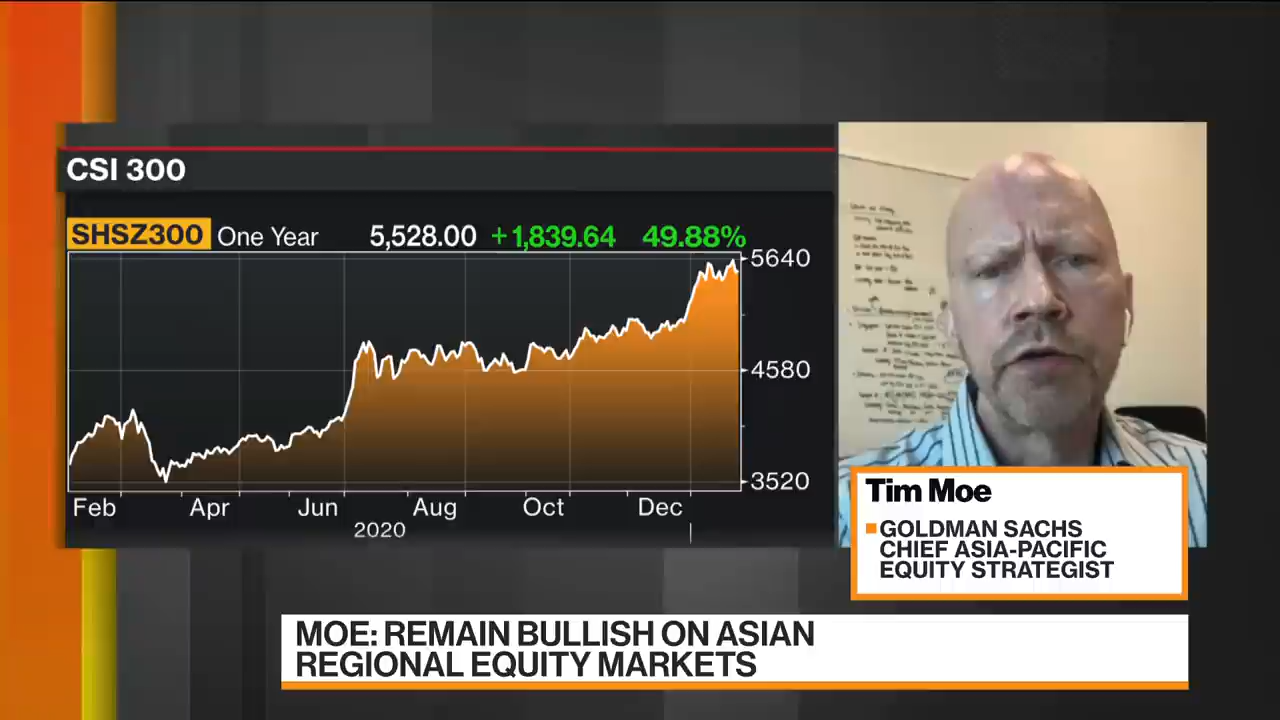 CSI 300
SHSZ300 One Year 5,528.00 +1,839.64 49.88%
5640
4580
3520
Feb Apr Jun Aug Oct Dec
2020
Tim Moe
GOLDMAN SACHS
CHIEF ASIA-PACIFIC
EQUITY STRATEGIST
MOE: REMAIN BULLISH ON ASIAN
REGIONAL EQUITY MARKETS